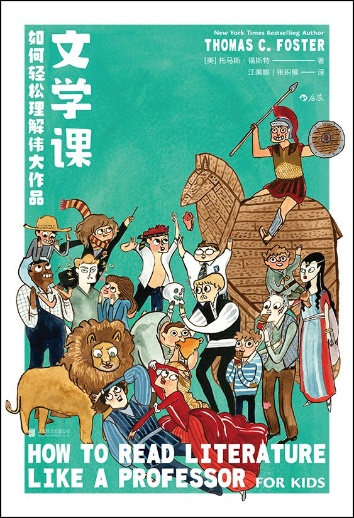 New York Times Bestselling Author
THOMAS C. FOSTER
[美] 托马斯·福斯特 —— 著
江美娜 | 张积模 —— 译
后浪
文学课
如何轻松理解伟大作品
HOW TO READ LITERATURE
LIKE A PROFESSOR FOR KIDS